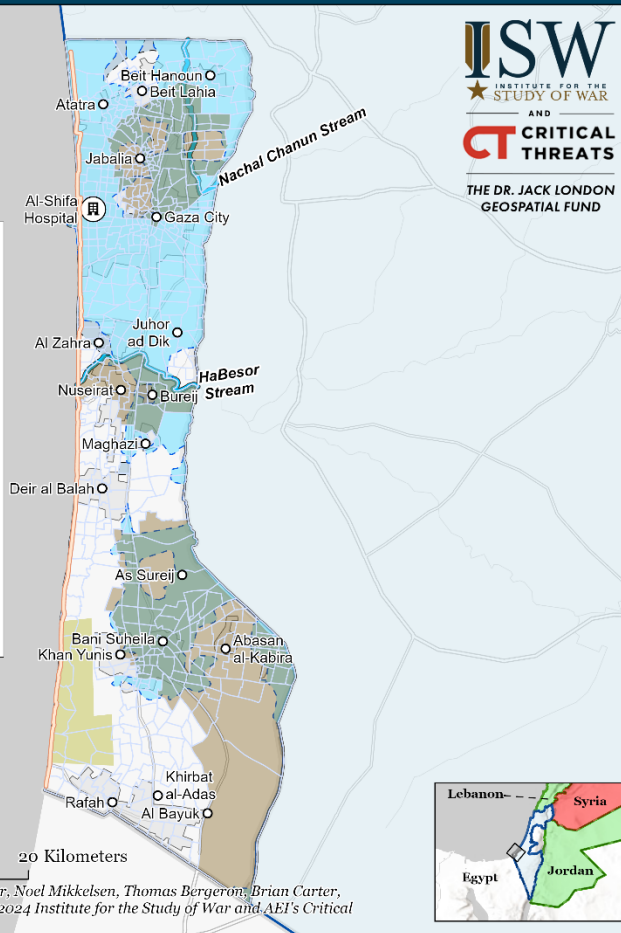 ISW
INSTITUTE FOR THE
STUDY OF WAR
AND
CT CRITICAL
THREATS
THE DR. JACK LONDON
GEOSPATIAL FUND
Beit Hanoun
Beit Lahia
Atatra
Jabalia
Nachal Chanun Stream
Al-Shifa
Hospital
Gaza City
Juhor
ad Dik
Al Zahra
HaBesor
Stream
Nuseirat
Bureij
Maghazi
Deir al Balah
As Sureij
Bani Suheila
Khan Yunis
Abasan
al-Kabira
Khirbat
al-Adas
Rafah
Al Bayuk
20 Kilometers
r, Noel Mikkelsen, Thomas Bergeron, Brian Carter,
2024 Institute for the Study of War and AEI's Critical
Lebanon
Syria
Egypt
Jordan